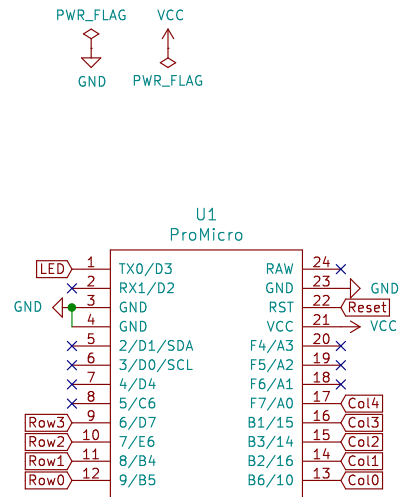 PWR_FLAG VCC
GND PWR_FLAG
U1
ProMicro
LED 1 TX0/D3 RAW 24
2 RX1/D2 GND 23 GND
GND 3 GND RST 22 Reset
4 GND VCC 21 VCC
5 2/D1/SDA F4/A3 20
6 3/D0/SCL F5/A2 19
7 4/D4 F6/A1 18
8 5/C6 F7/A0 17 Col4
Row3 9 6/D7 B1/15 16 Col3
Row2 10 7/E6 B3/14 15 Col2
Row1 11 8/B4 B2/16 14 Col1
Row0 12 9/B5 B6/10 13 Col0